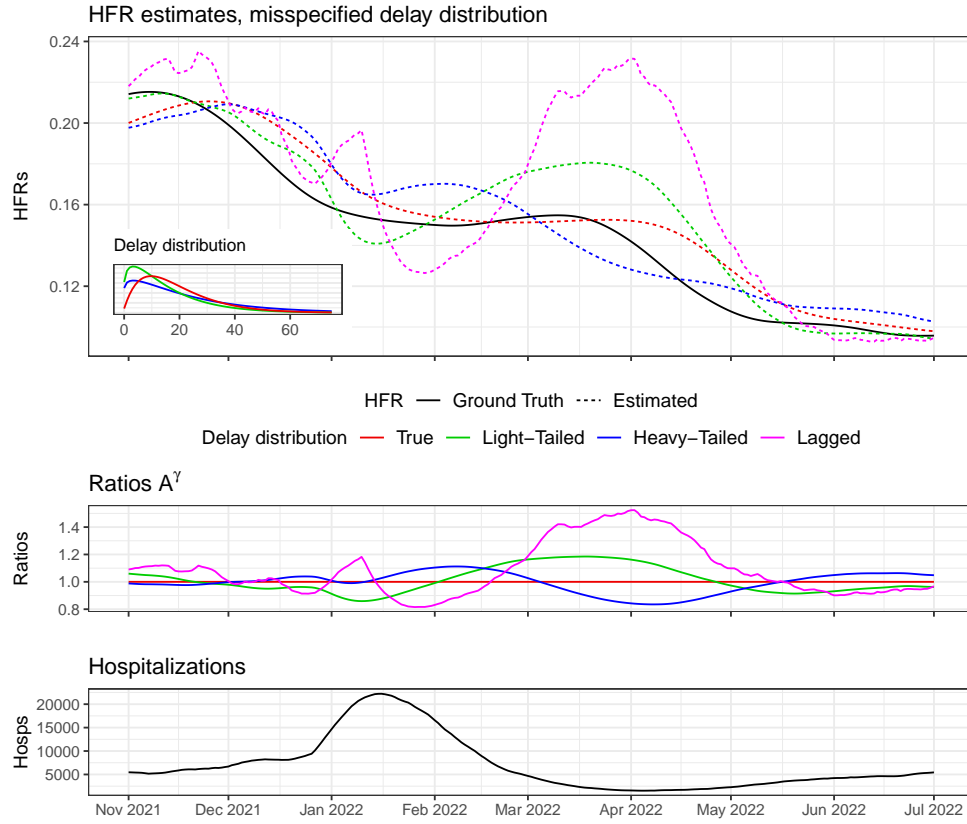 HFR estimates, misspecified delay distribution
0.24
0.20
0.16
0.12
HFRs
Delay distribution
0 20 40 60
HFR Ground Truth Estimated
Delay distribution True Light−Tailed Heavy−Tailed Lagged
Ratios A^γ
1.4
1.2
1.0
0.8
Ratios
Hospitalizations
20000
15000
10000
5000
Hosps
Nov 2021 Dec 2021 Jan 2022 Feb 2022 Mar 2022 Apr 2022 May 2022 Jun 2022 Jul 2022